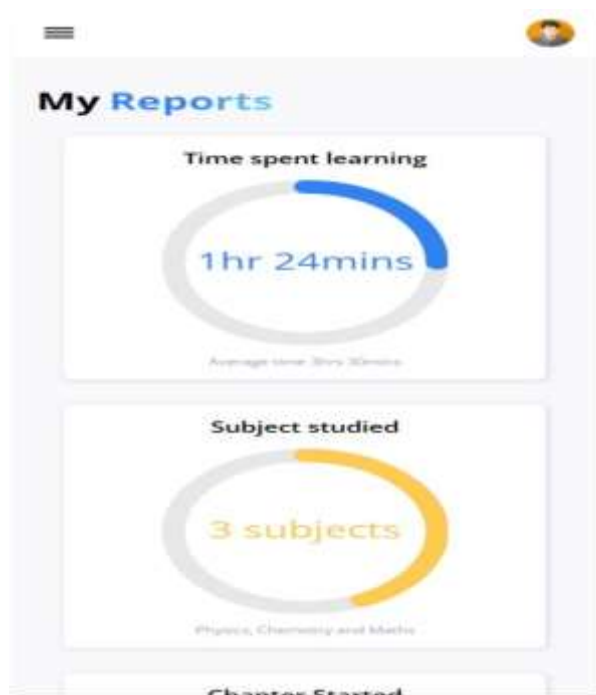 My Reports
Time spent learning
1hr 24mins
Average time 3hrs 30mins
Subject studied
3 subjects
Physics, Chemistry and Maths
Chapter Started